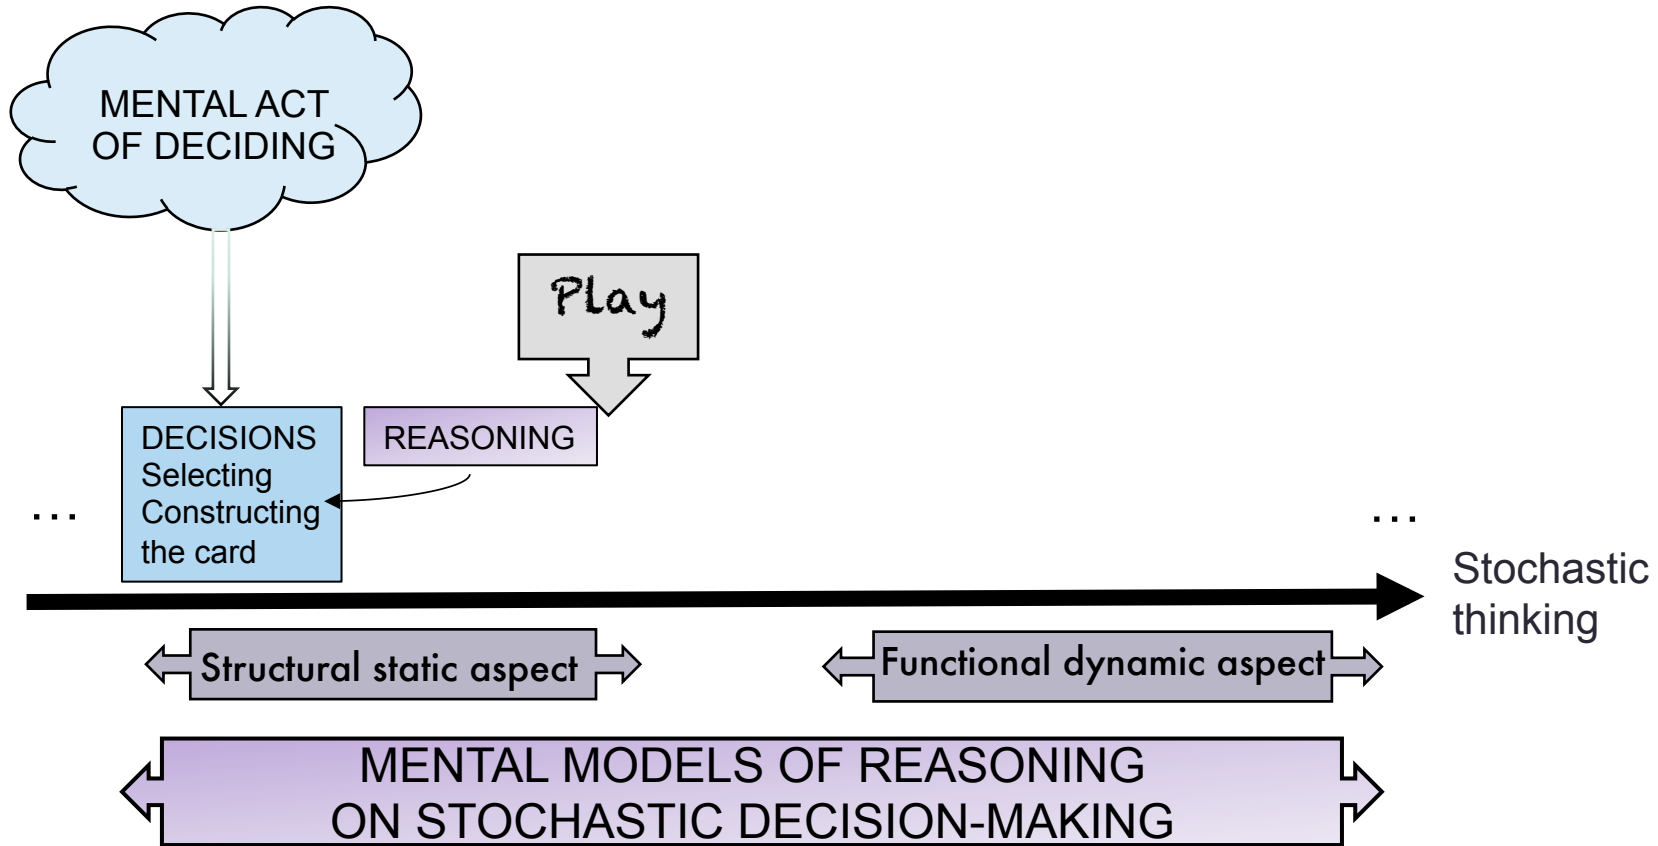 MENTAL ACT
OF DECIDING
Play
DECISIONS
Selecting
Constructing
the card
REASONING
...
...
Stochastic
thinking
Structural static aspect
Functional dynamic aspect
MENTAL MODELS OF REASONING
ON STOCHASTIC DECISION-MAKING